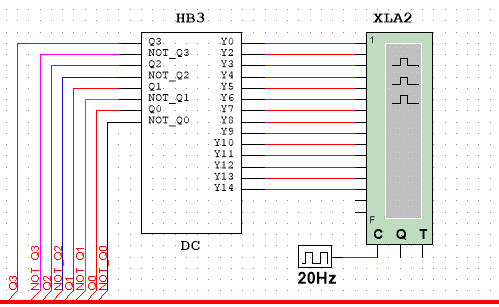 HB3
XLA2
Q3
NOT_Q3
Q2
NOT_Q2
Q1
NOT_Q1
Q0
NOT_Q0
Y0
Y2
Y3
Y4
Y5
Y6
Y7
Y8
Y9
Y10
Y11
Y12
Y13
Y14
1
F
C Q T
DC
20Hz
Q3
NOT_Q3
Q2
NOT_Q2
Q1
NOT_Q1
Q0
NOT_Q0